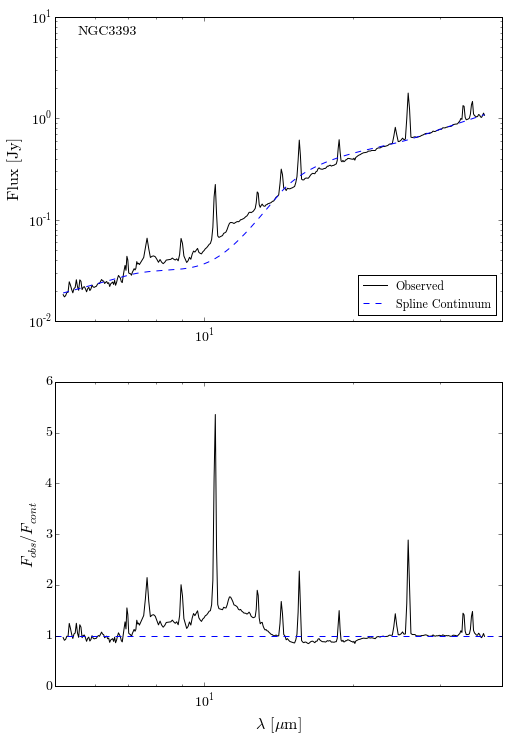 NGC3393
Flux [Jy]
10^1
10^0
10^-1
10^-2
10^1
Observed
Spline Continuum
F_obs/F_cont
6
5
4
3
2
1
0
10^1
λ [μm]